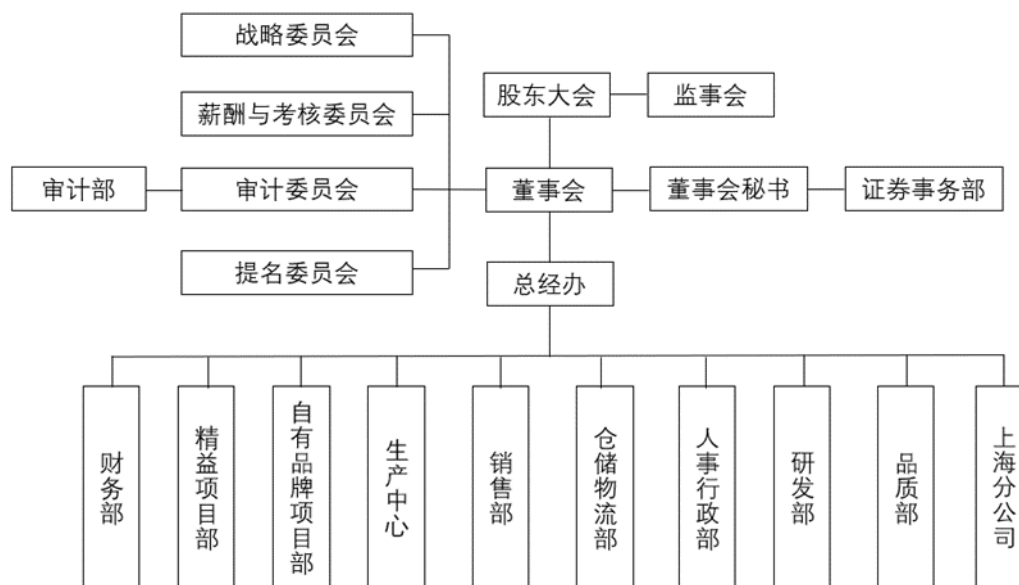 战略委员会
股东大会
监事会
薪酬与考核委员会
审计部
审计委员会
董事会
董事会秘书
证券事务部
提名委员会
总经办
财务部
精益项目部
自有品牌项目部
生产中心
销售部
仓储物流部
人事行政部
研发部
品质部
上海分公司